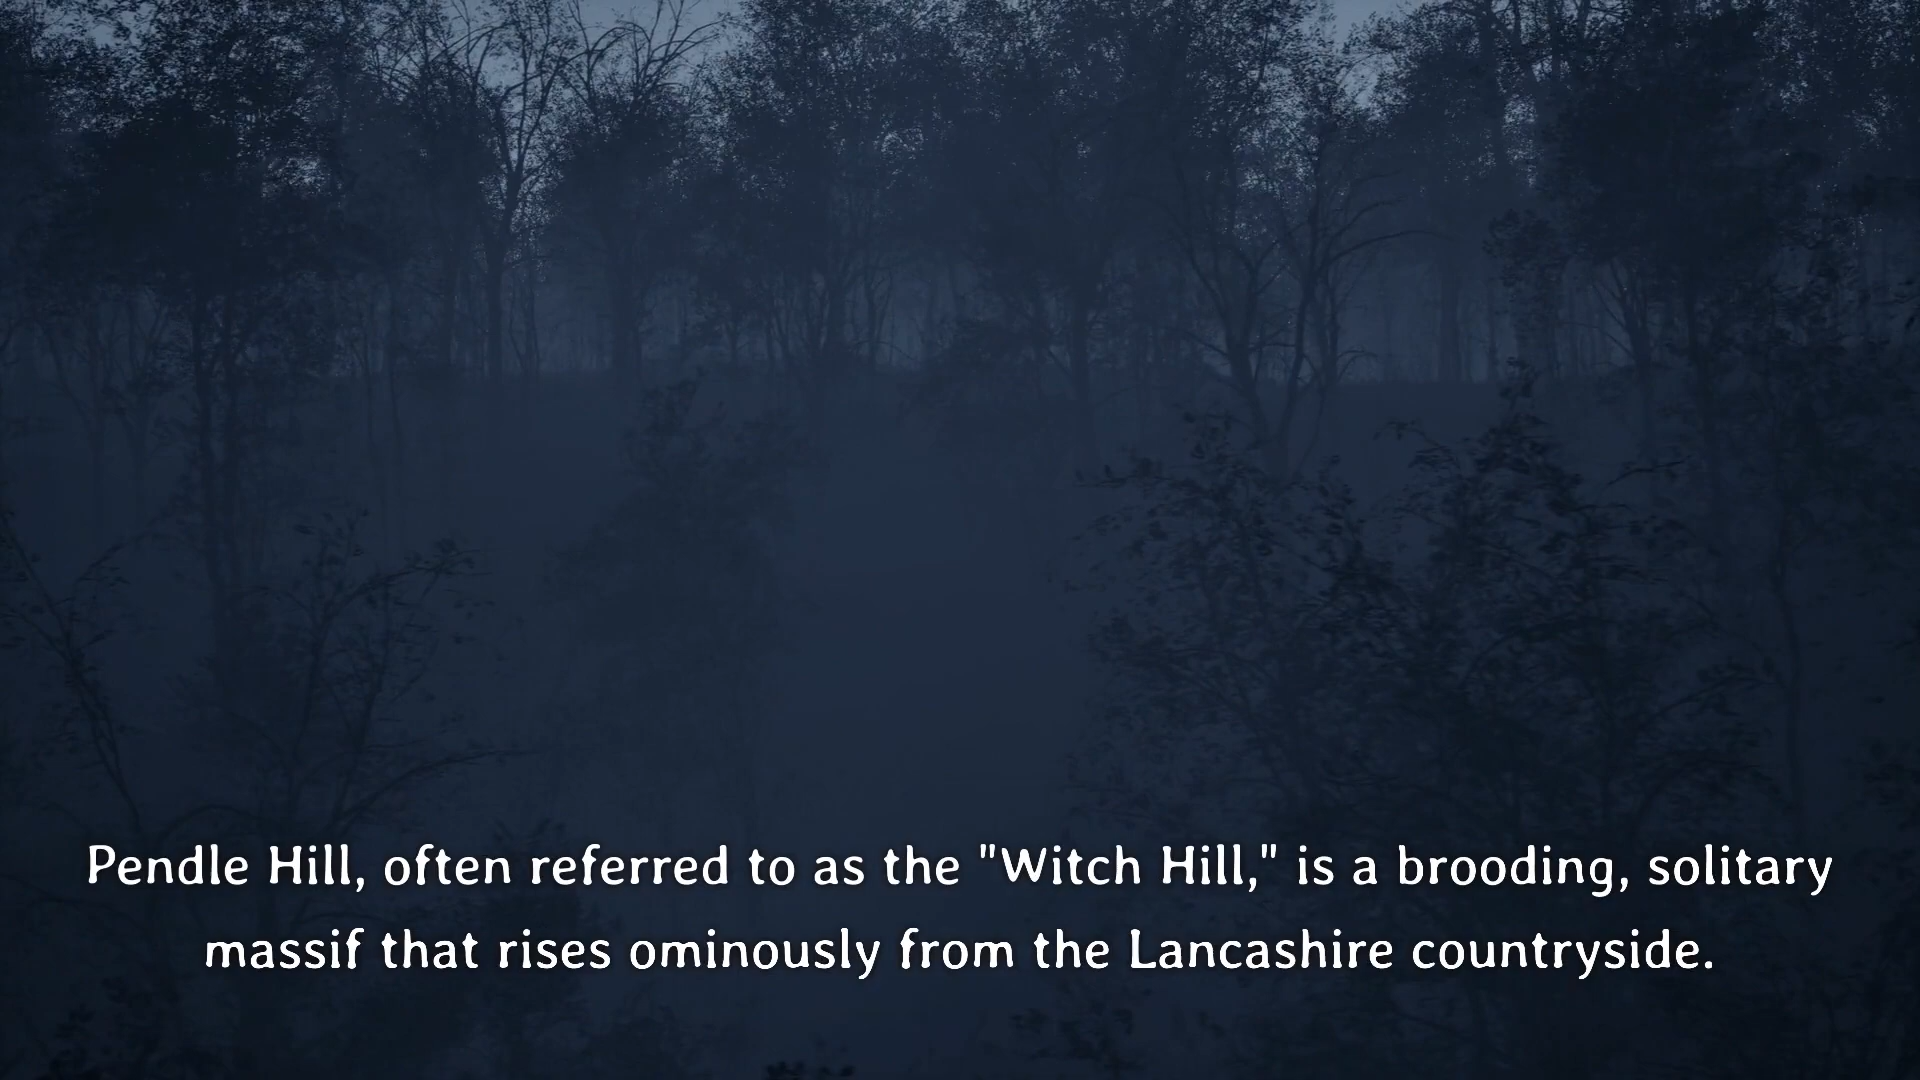 Pendle Hill, often referred to as the "Witch Hill," is a brooding, solitary
massif that rises ominously from the Lancashire countryside.